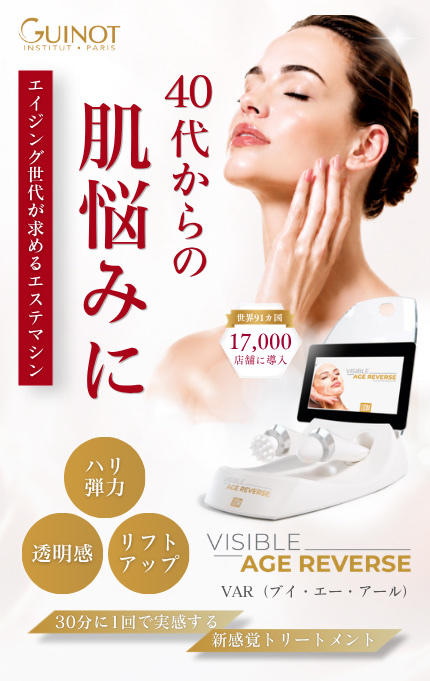 GUINOT
INSTITUT • PARIS
40代からの
肌悩みに
エイジング世代が求めるエステマシン
世界91カ国
17,000
店舗に導入
VISIBLE
AGE REVERSE
AGE REVERSE
ハリ
弾力
透明感
リフト
アップ
VISIBLE
AGE REVERSE
VAR（ブイ・エー・アール）
30分に1回で実感する
新感覚トリートメント